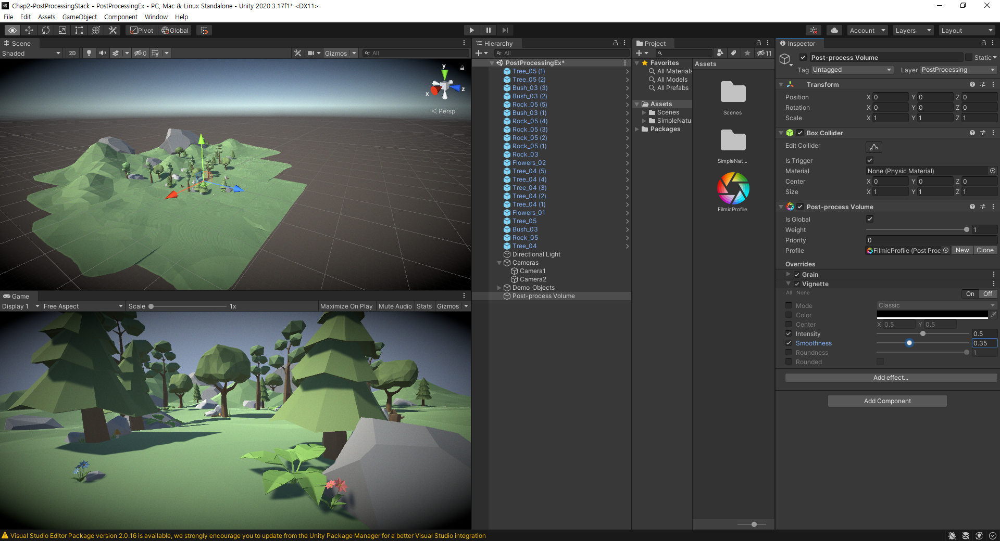 Chap2-PostProcessingStack - PostProcessingEx - PC, Mac & Linux Standalone - Unity 2020.3.17f1* <DX11>
File Edit Assets GameObject Component Window Help
Pivot Global Account Layers Layout
Scene
Shaded 2D 0 Gizmos All
y
x
z
Persp
Game
Display 1 Free Aspect Scale 1x Maximize On Play Mute Audio Stats Gizmos
Hierarchy
All
PostProcessingEx*
Tree_05 (1)
Tree_05 (2)
Bush_03 (3)
Bush_03 (2)
Rock_05 (5)
Bush_03 (1)
Rock_05 (4)
Rock_05 (3)
Rock_05 (2)
Rock_05 (1)
Rock_03
Flowers_02
Tree_04 (5)
Tree_04 (4)
Tree_04 (3)
Tree_04 (2)
Tree_04 (1)
Flowers_01
Tree_05
Bush_03
Rock_05
Tree_04
Directional Light
Cameras
Camera1
Camera2
Demo_Objects
Post-process Volume
Project
11
Favorites
All Materials
All Models
All Prefabs
Assets
Scenes
SimpleNatu
Packages
Assets
Scenes
SimpleNat...
FilmicProfile
Inspector
Post-process Volume Static
Tag Untagged Layer PostProcessing
Transform
Position X 0 Y 0 Z 0
Rotation X 0 Y 0 Z 0
Scale X 1 Y 1 Z 1
Box Collider
Edit Collider
Is Trigger
Material None (Physic Material)
Center X 0 Y 0 Z 0
Size X 1 Y 1 Z 1
Post-process Volume
Is Global
Weight 1
Priority 0
Profile FilmicProfile (Post Proc New Clone
Overrides
Grain
Vignette
All None On Off
Mode Classic
Color
Center X 0.5 Y 0.5
Intensity 0.5
Smoothness 0.35
Roundness 1
Rounded
Add effect...
Add Component
Visual Studio Editor Package version 2.0.16 is available, we strongly encourage you to update from the Unity Package Manager for a better Visual Studio integration